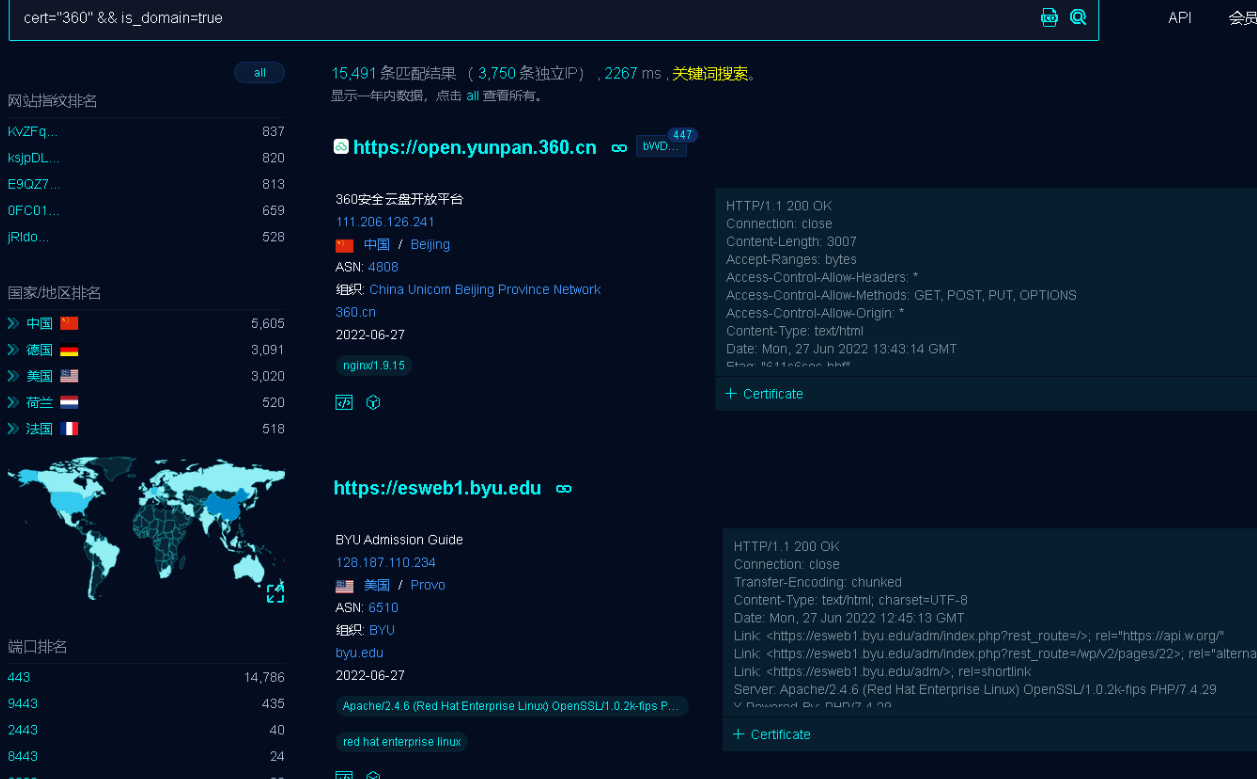 cert="360" && is_domain=true
API 会员
all
15,491 条匹配结果 （ 3,750 条独立IP） , 2267 ms , 关键词搜索。
显示一年内数据，点击 all 查看所有。
网站指纹排名
KVZFq... 837
ksjpDL... 820
E9QZ7... 813
0FC01... 659
jRIdo... 528
国家/地区排名
中国 5,605
德国 3,091
美国 3,020
荷兰 520
法国 518
端口排名
443 14,786
9443 435
2443 40
8443 24
https://open.yunpan.360.cn bWD... 447
360安全云盘开放平台
111.206.126.241
中国 / Beijing
ASN: 4808
组织: China Unicom Beijing Province Network
360.cn
2022-06-27
nginx/1.9.15
HTTP/1.1 200 OK
Connection: close
Content-Length: 3007
Accept-Ranges: bytes
Access-Control-Allow-Headers: *
Access-Control-Allow-Methods: GET, POST, PUT, OPTIONS
Access-Control-Allow-Origin: *
Content-Type: text/html
Date: Mon, 27 Jun 2022 13:43:14 GMT
+ Certificate
https://esweb1.byu.edu
BYU Admission Guide
128.187.110.234
美国 / Provo
ASN: 6510
组织: BYU
byu.edu
2022-06-27
Apache/2.4.6 (Red Hat Enterprise Linux) OpenSSL/1.0.2k-fips P...
red hat enterprise linux
HTTP/1.1 200 OK
Connection: close
Transfer-Encoding: chunked
Content-Type: text/html; charset=UTF-8
Date: Mon, 27 Jun 2022 12:45:13 GMT
Link: <https://esweb1.byu.edu/adm/index.php?rest_route=/>; rel="https://api.w.org/"
Link: <https://esweb1.byu.edu/adm/index.php?rest_route=/wp/v2/pages/22>; rel="alterna
Link: <https://esweb1.byu.edu/adm/>; rel=shortlink
Server: Apache/2.4.6 (Red Hat Enterprise Linux) OpenSSL/1.0.2k-fips PHP/7.4.29
X-Powered-By: PHP/7.4.29
+ Certificate